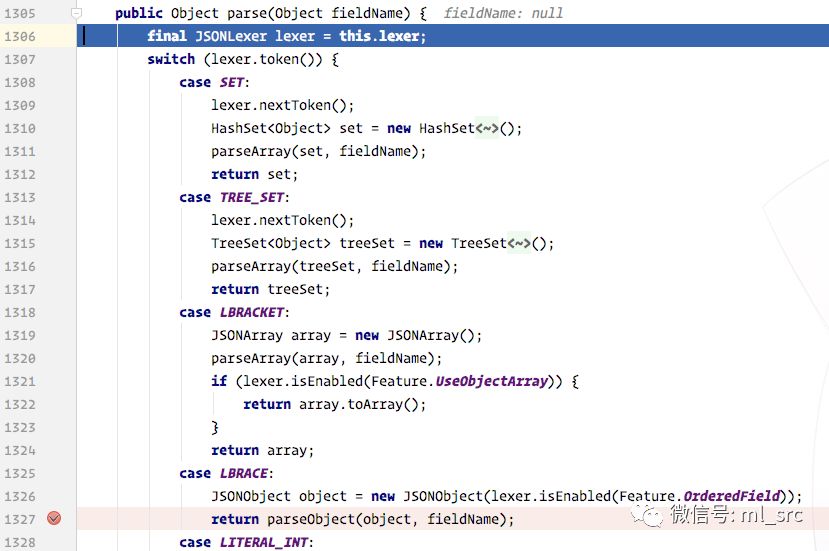 1305 public Object parse(Object fieldName) { fieldName: null
1306 final JSONLexer lexer = this.lexer;
1307 switch (lexer.token()) {
1308 case SET:
1309 lexer.nextToken();
1310 HashSet<Object> set = new HashSet<~>();
1311 parseArray(set, fieldName);
1312 return set;
1313 case TREE_SET:
1314 lexer.nextToken();
1315 TreeSet<Object> treeSet = new TreeSet<~>();
1316 parseArray(treeSet, fieldName);
1317 return treeSet;
1318 case LBRACKET:
1319 JSONArray array = new JSONArray();
1320 parseArray(array, fieldName);
1321 if (lexer.isEnabled(Feature.UseObjectArray)) {
1322 return array.toArray();
1323 }
1324 return array;
1325 case LBRACE:
1326 JSONObject object = new JSONObject(lexer.isEnabled(Feature.OrderedField));
1327 return parseObject(object, fieldName);
微信号: ml_src
1328 case LITERAL_INT: